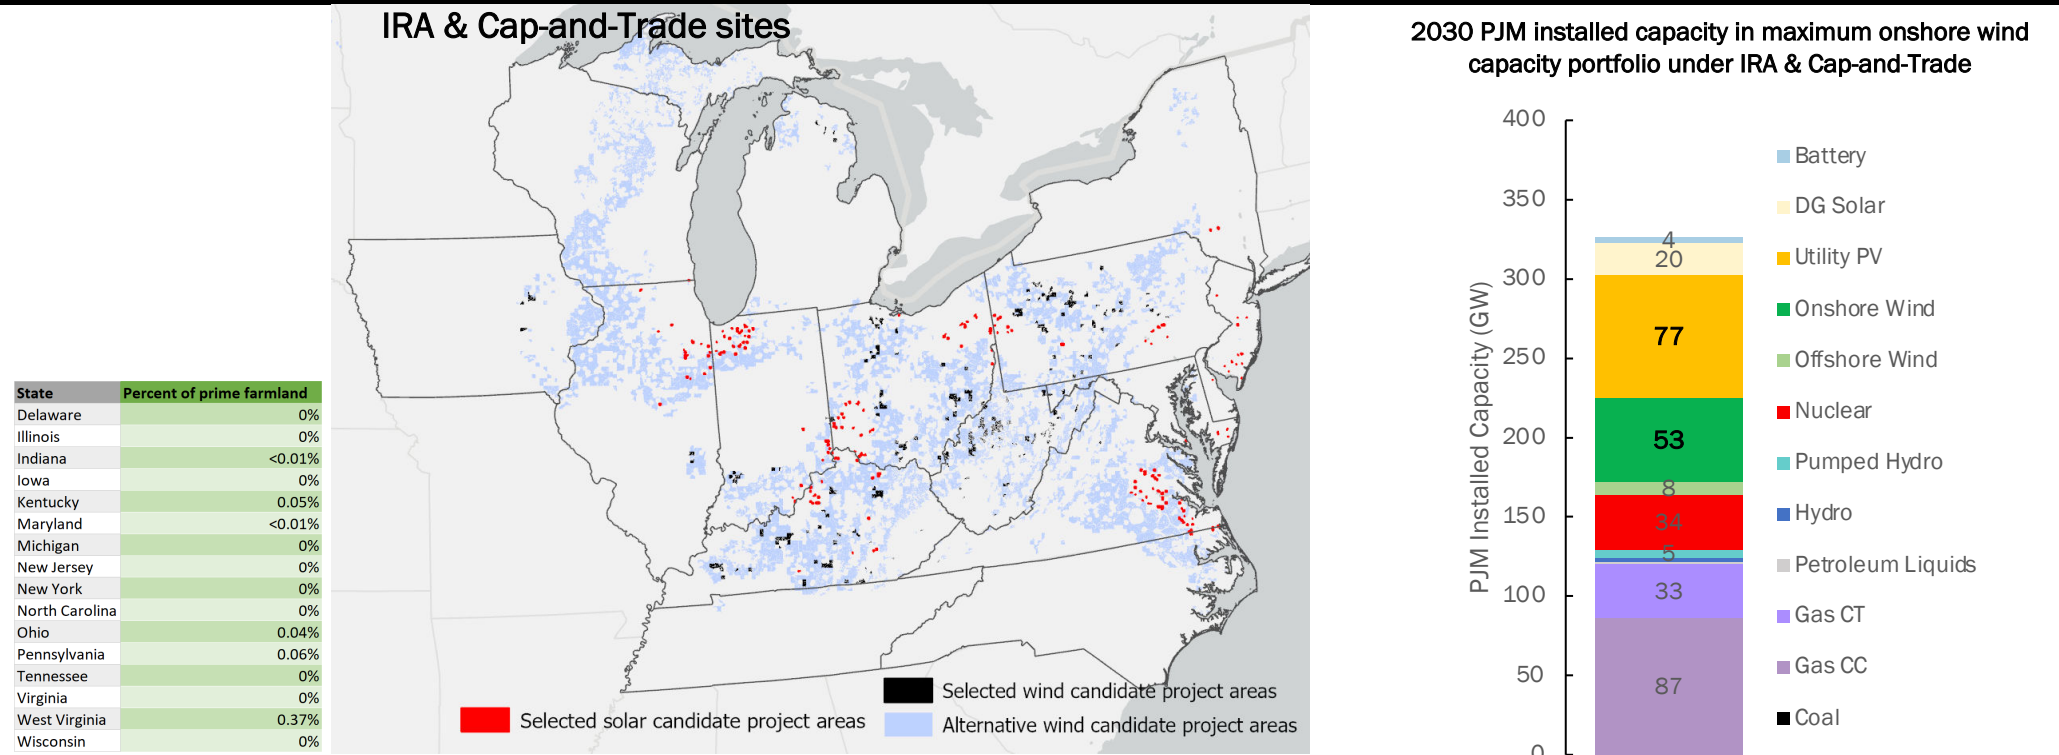 IRA & Cap-and-Trade sites
State Percent of prime farmland
Delaware 0%
Illinois 0%
Indiana <0.01%
Iowa 0%
Kentucky 0.05%
Maryland <0.01%
Michigan 0%
New Jersey 0%
New York 0%
North Carolina 0%
Ohio 0.04%
Pennsylvania 0.06%
Tennessee 0%
Virginia 0%
West Virginia 0.37%
Wisconsin 0%
Selected solar candidate project areas
Selected wind candidate project areas
Alternative wind candidate project areas
2030 PJM installed capacity in maximum onshore wind
capacity portfolio under IRA & Cap-and-Trade
PJM Installed Capacity (GW)
400
350
300
250
200
150
100
50
0
4
20
77
53
8
34
5
33
87
Battery
DG Solar
Utility PV
Onshore Wind
Offshore Wind
Nuclear
Pumped Hydro
Hydro
Petroleum Liquids
Gas CT
Gas CC
Coal